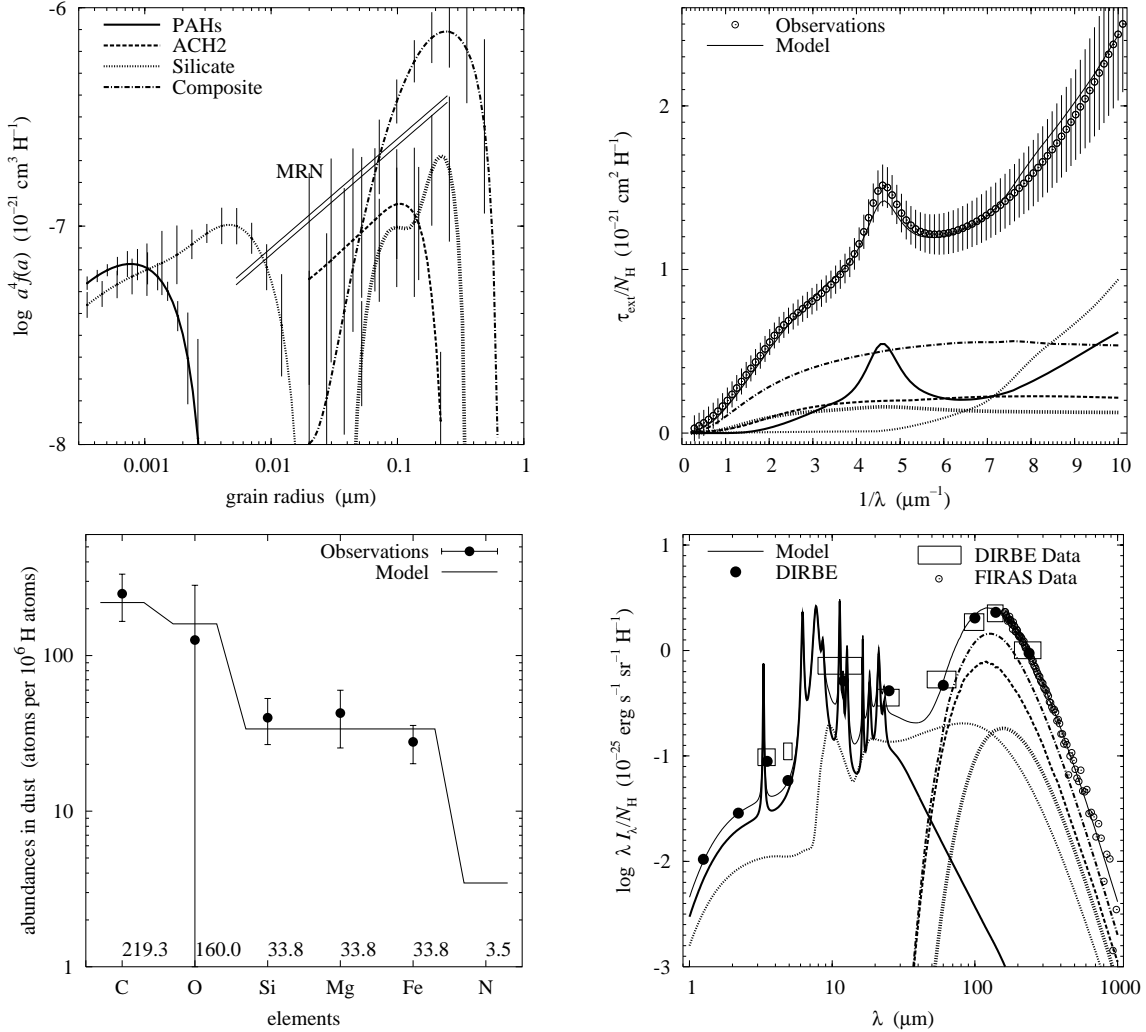 PAHs
ACH2
Silicate
Composite
MRN
-6
-7
-8
0.001 0.01 0.1 1
grain radius (μm)
log a⁴f(a) (10⁻²¹ cm³ H⁻¹)
Observations
Model
2
1
0
0 1 2 3 4 5 6 7 8 9 10
1/λ (μm⁻¹)
τext/NH (10⁻²¹ cm² H⁻¹)
Observations
Model
100
10
1
219.3 160.0 33.8 33.8 33.8 3.5
C O Si Mg Fe N
elements
abundances in dust (atoms per 10⁶ H atoms)
Model
DIRBE
DIRBE Data
FIRAS Data
1
0
-1
-2
-3
1 10 100 1000
λ (μm)
log λ Iλ/NH (10⁻²⁵ erg s⁻¹ sr⁻¹ H⁻¹)